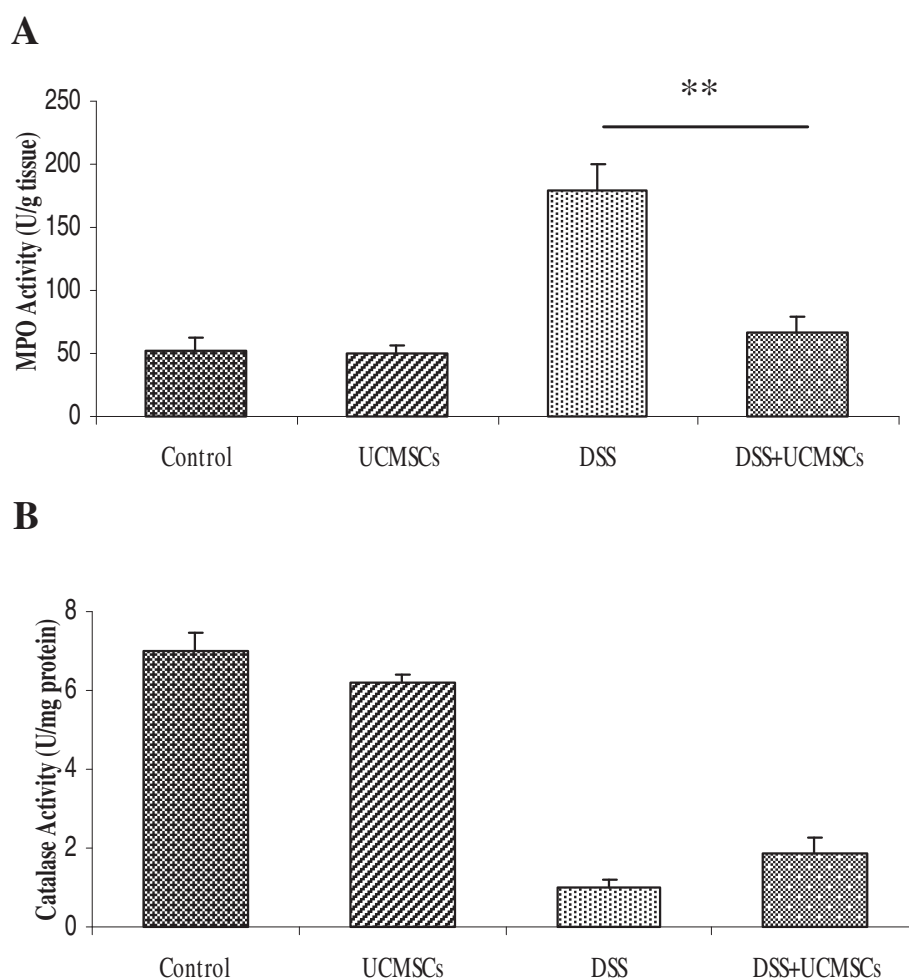 A
**
MPO Activity (U/g tissue)
250
200
150
100
50
0
Control UCMSCs DSS DSS+UCMSCs
B
Catalase Activity (U/mg protein)
8
6
4
2
0
Control UCMSCs DSS DSS+UCMSCs